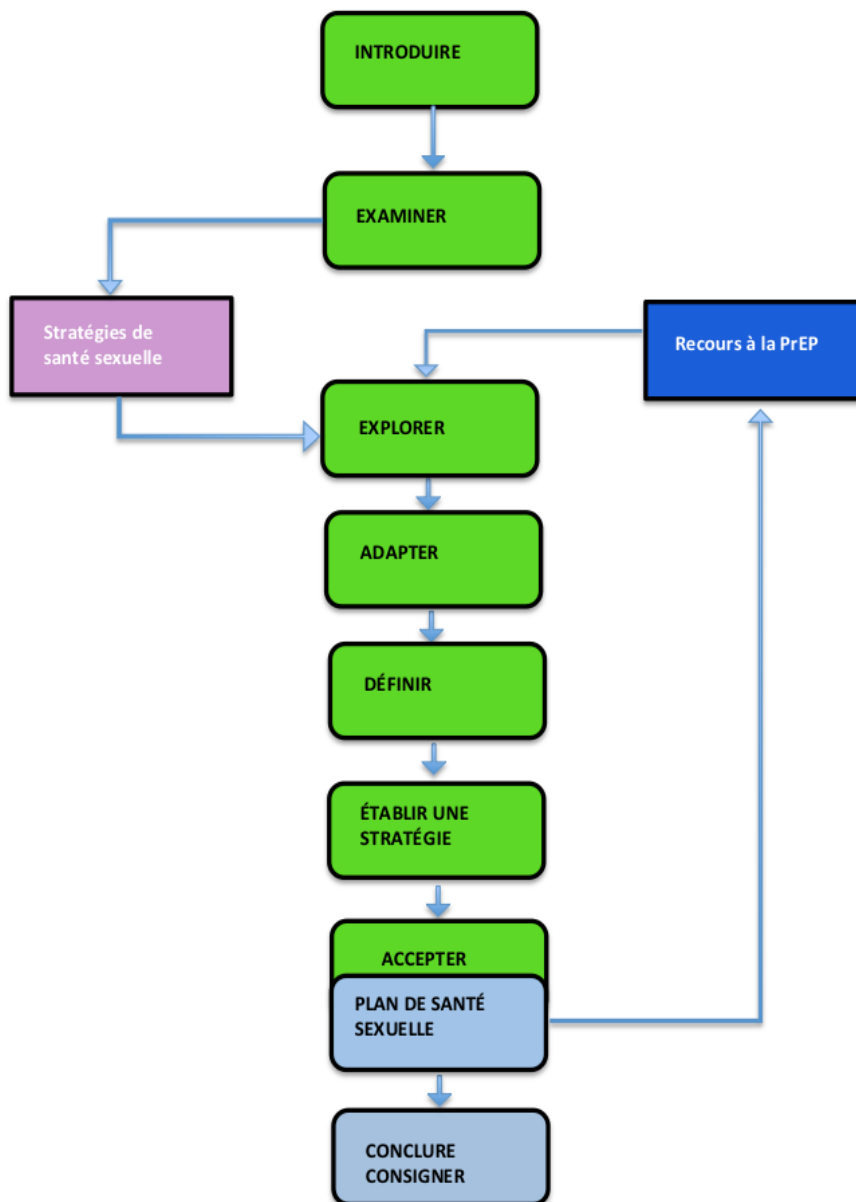 INTRODUIRE
EXAMINER
Stratégies de
santé sexuelle
Recours à la PrEP
EXPLORER
ADAPTER
DÉFINIR
ÉTABLIR UNE
STRATÉGIE
ACCEPTER
PLAN DE SANTÉ
SEXUELLE
CONCLURE
CONSIGNER